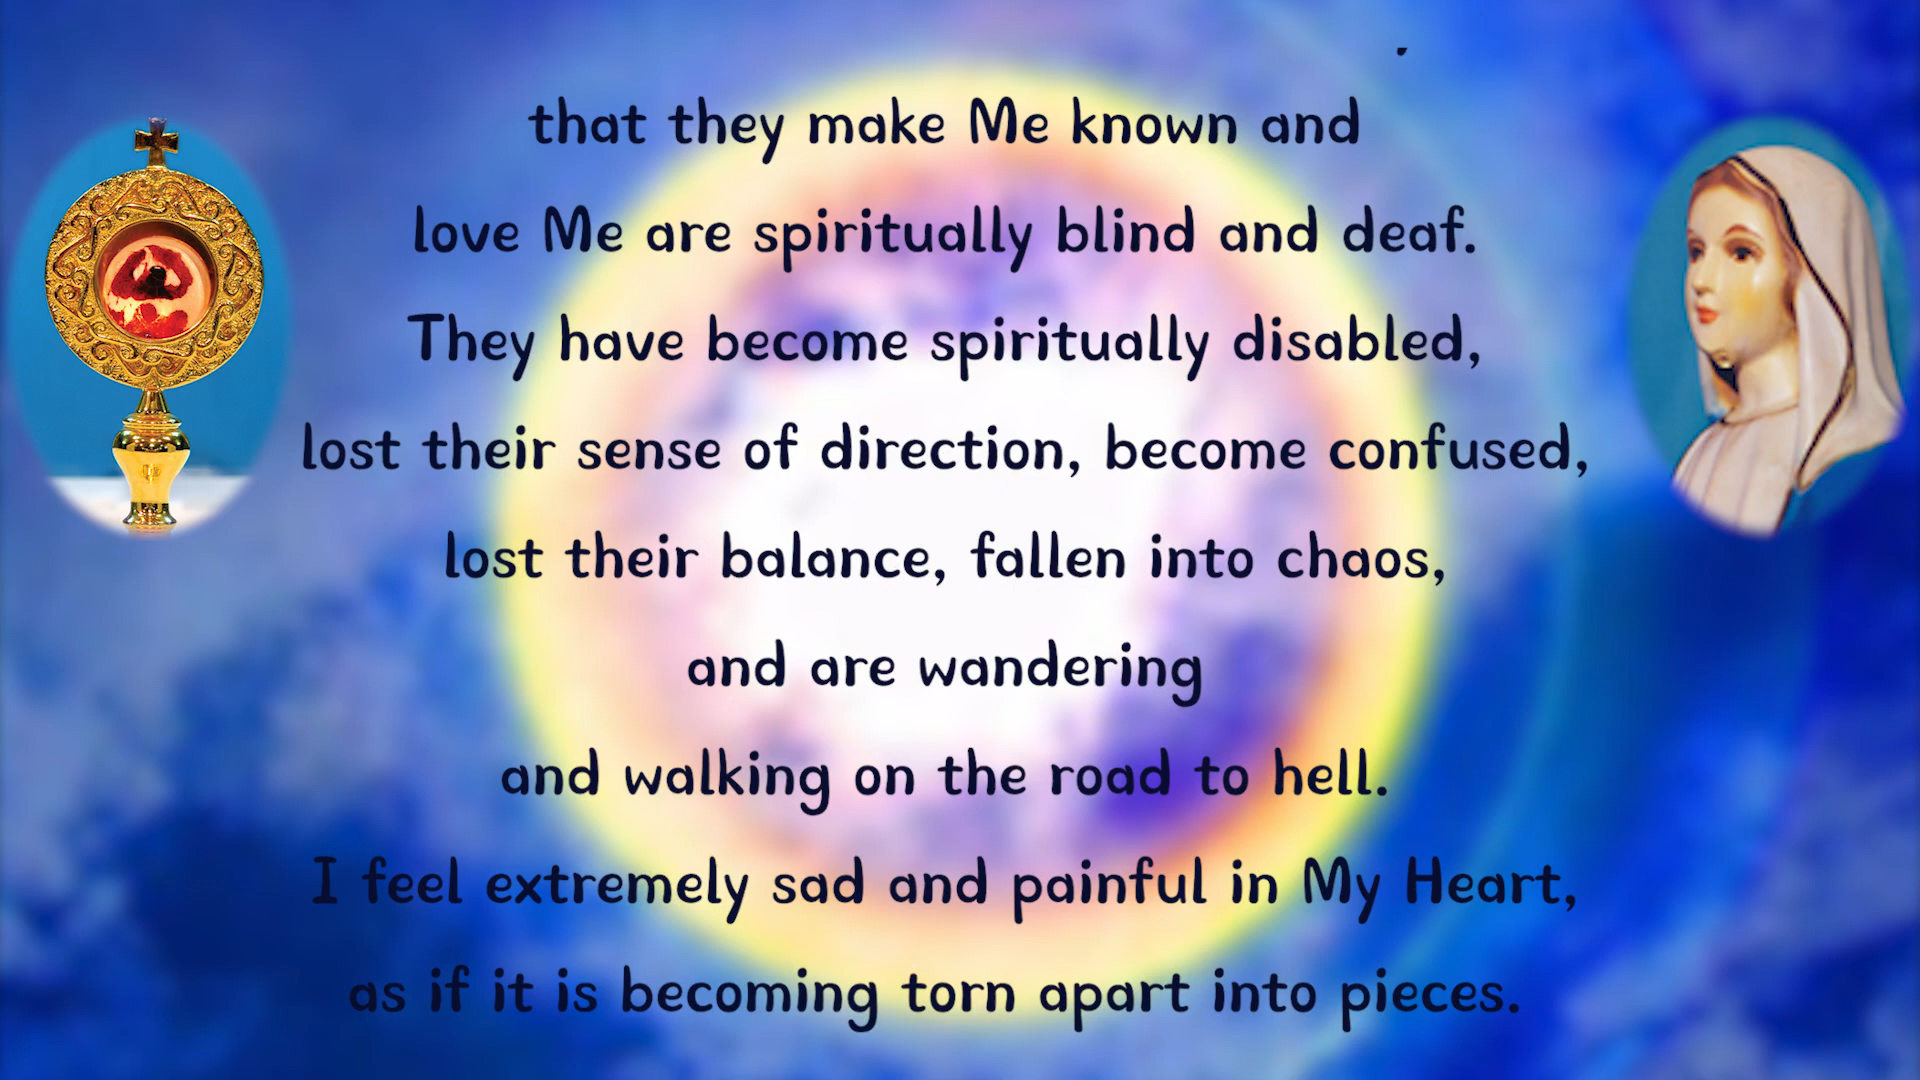 that they make Me known and
love Me are spiritually blind and deaf.
They have become spiritually disabled,
lost their sense of direction, become confused,
lost their balance, fallen into chaos,
and are wandering
and walking on the road to hell.
I feel extremely sad and painful in My Heart,
as if it is becoming torn apart into pieces.